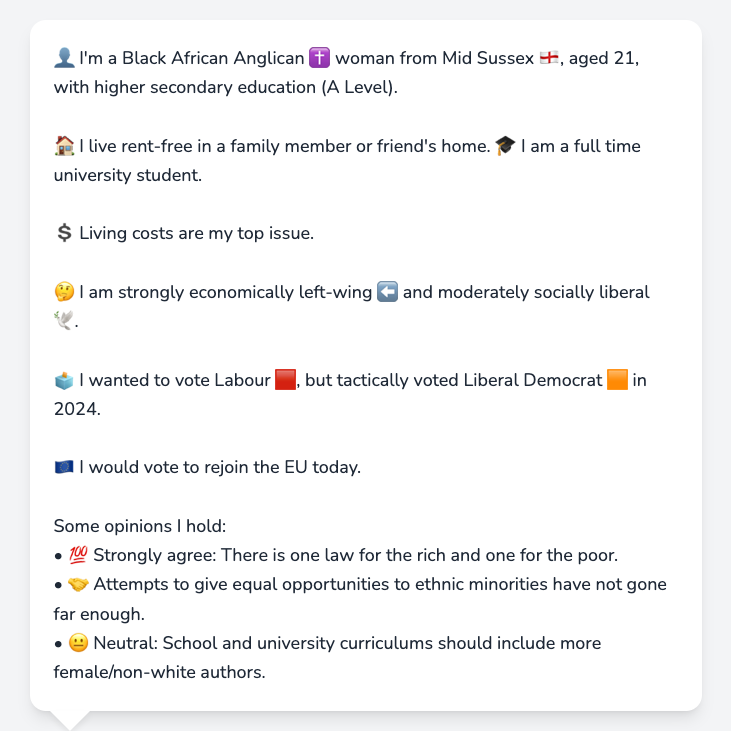 👤 I'm a Black African Anglican ✝️ woman from Mid Sussex 🏴󠁧󠁢󠁥󠁮󠁧󠁿, aged 21,
with higher secondary education (A Level).
🏠 I live rent-free in a family member or friend's home. 🎓 I am a full time
university student.
💲 Living costs are my top issue.
🤔 I am strongly economically left-wing ⬅️ and moderately socially liberal
🕊️.
🗳️ I wanted to vote Labour 🟥, but tactically voted Liberal Democrat 🟧 in
2024.
🇪🇺 I would vote to rejoin the EU today.
Some opinions I hold:
• 💯 Strongly agree: There is one law for the rich and one for the poor.
• 🤝 Attempts to give equal opportunities to ethnic minorities have not gone
far enough.
• 😐 Neutral: School and university curriculums should include more
female/non-white authors.